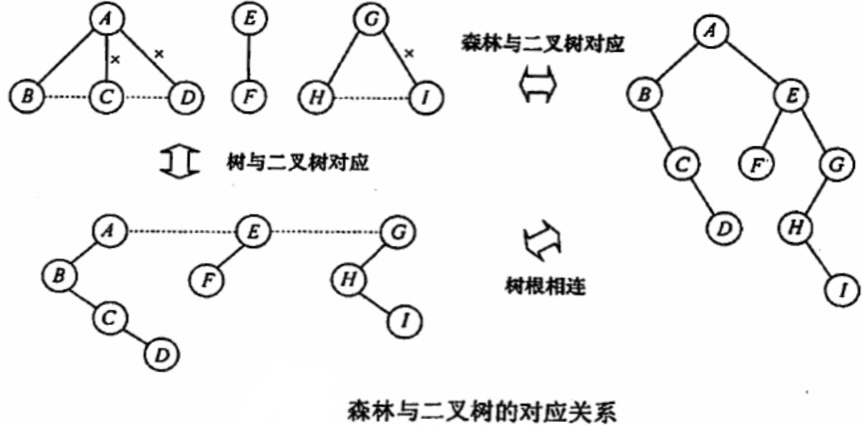 A E G
× × ×
B C D F H I
森林与二叉树对应
A
B E
C F G
D H
I
树与二叉树对应
A E G
B F H
C I
D
树根相连
森林与二叉树的对应关系